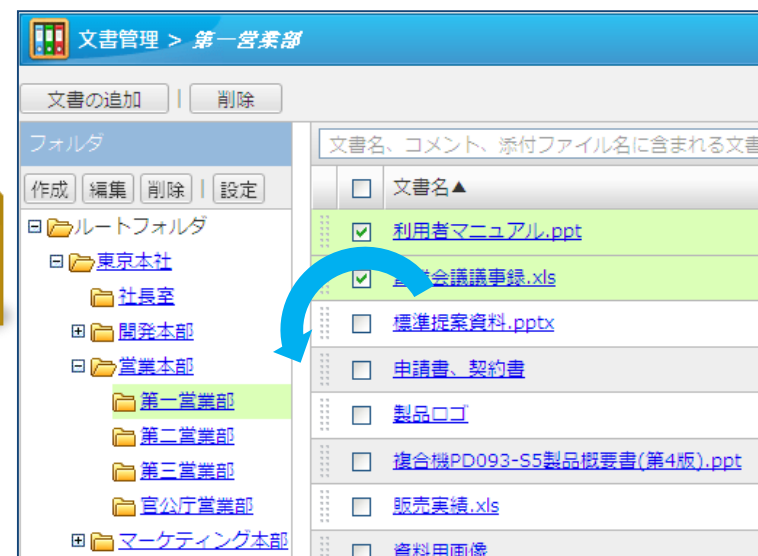 文書管理 > 第一営業部
文書の追加 | 削除
フォルダ
文書名、コメント、添付ファイル名に含まれる文書
作成 編集 削除 | 設定
文書名▲
ルートフォルダ
東京本社
社長室
開発本部
営業本部
第一営業部
第二営業部
第三営業部
官公庁営業部
マーケティング本部
利用者マニュアル.ppt
会議議事録.xls
標準提案資料.pptx
申請書、契約書
製品ロゴ
複合機PD093-S5製品概要書(第4版).ppt
販売実績.xls
資料用画像